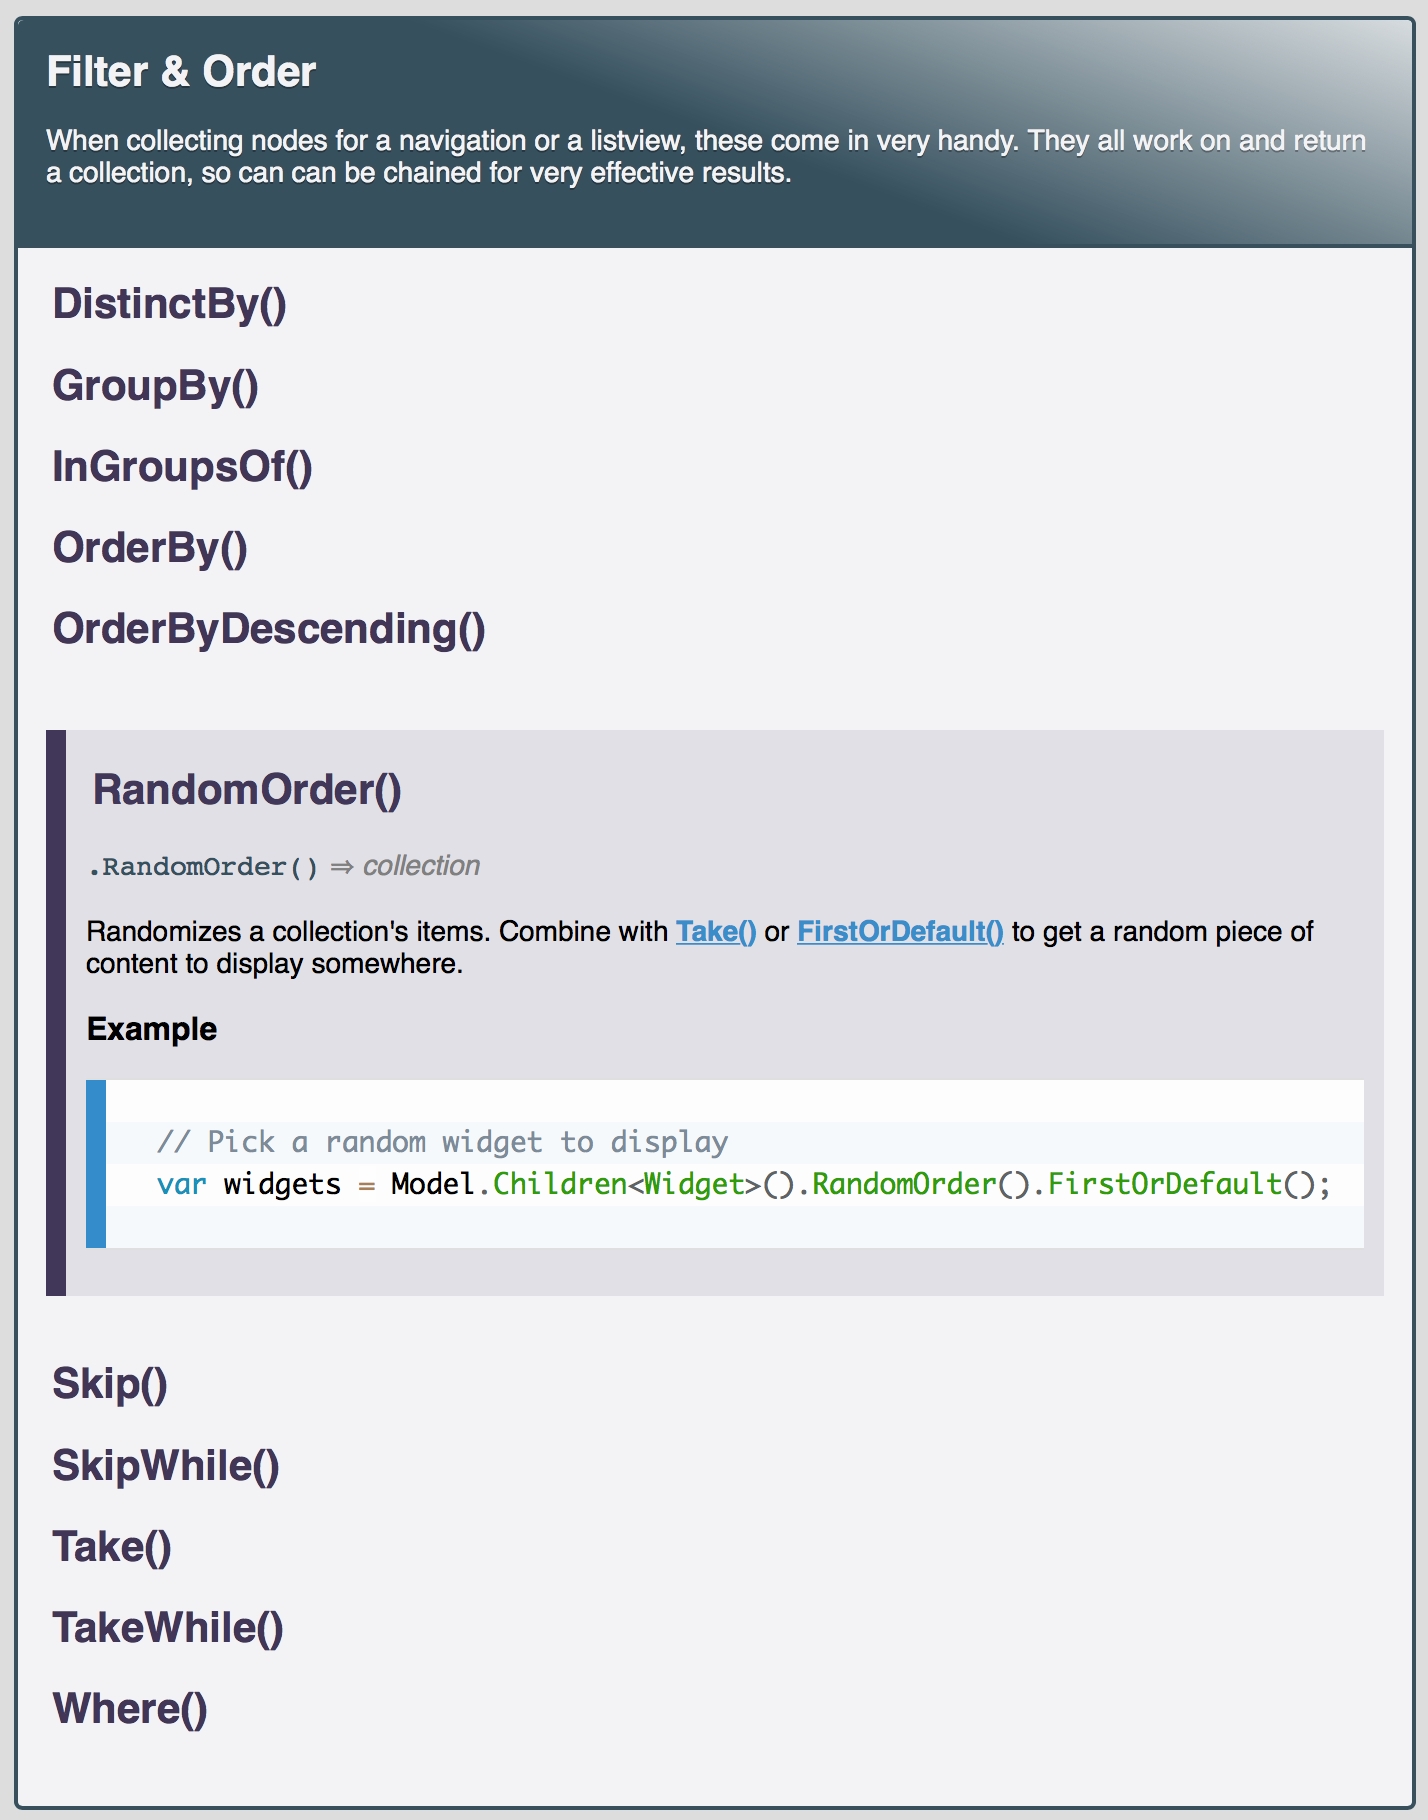 Filter & Order
When collecting nodes for a navigation or a listview, these come in very handy. They all work on and return
a collection, so can can be chained for very effective results.
DistinctBy()
GroupBy()
InGroupsOf()
OrderBy()
OrderByDescending()
RandomOrder()
.RandomOrder() ⇒ collection
Randomizes a collection's items. Combine with Take() or FirstOrDefault() to get a random piece of
content to display somewhere.
Example
// Pick a random widget to display
var widgets = Model.Children<Widget>().RandomOrder().FirstOrDefault();
Skip()
SkipWhile()
Take()
TakeWhile()
Where()